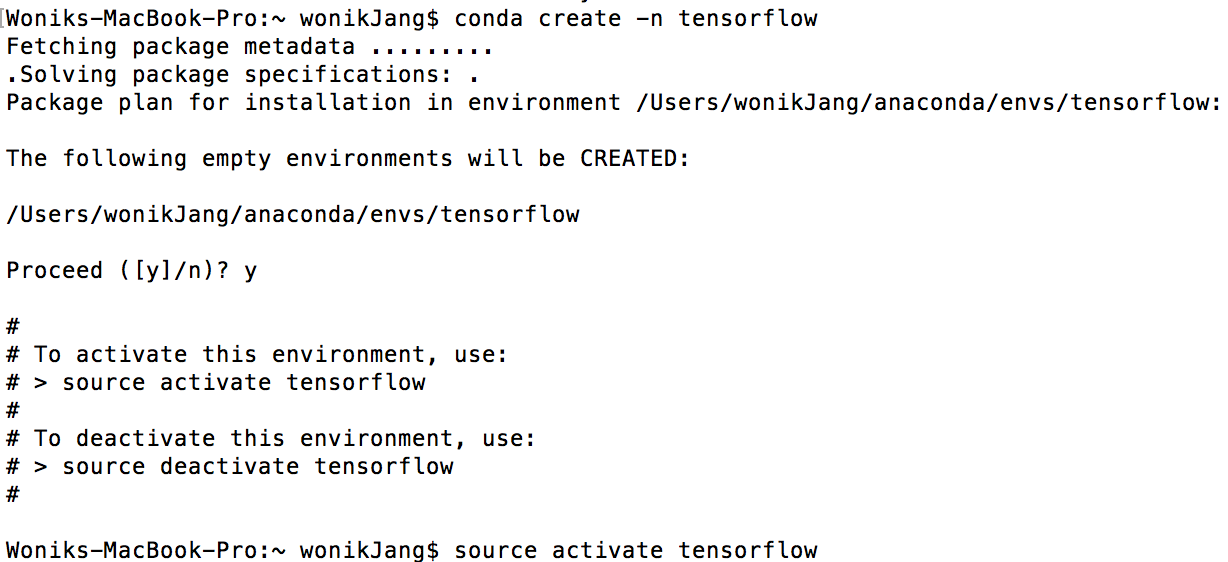 Woniks-MacBook-Pro:~ wonikJang$ conda create -n tensorflow
Fetching package metadata .........
.Solving package specifications: .
Package plan for installation in environment /Users/wonikJang/anaconda/envs/tensorflow:
The following empty environments will be CREATED:
/Users/wonikJang/anaconda/envs/tensorflow
Proceed ([y]/n)? y
#
# To activate this environment, use:
# > source activate tensorflow
#
# To deactivate this environment, use:
# > source deactivate tensorflow
#
Woniks-MacBook-Pro:~ wonikJang$ source activate tensorflow